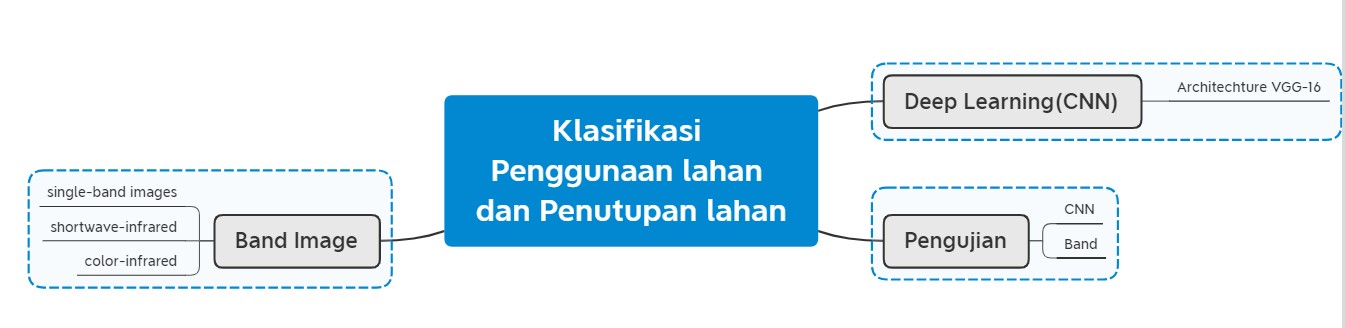 Klasifikasi
Penggunaan lahan
dan Penutupan lahan
Deep Learning(CNN)
Architechture VGG-16
Pengujian
CNN
Band
Band Image
single-band images
shortwave-infrared
color-infrared